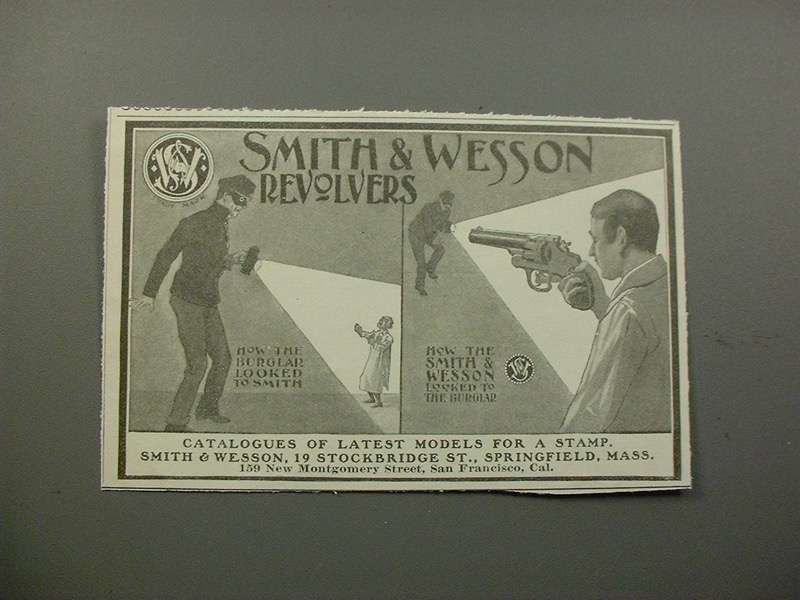 SMITH & WESSON
REVOLVERS
HOW THE
BURGLAR
LOOKED
TO SMITH
HOW THE
SMITH &
WESSON
LOOKED TO
THE BURGLAR
CATALOGUES OF LATEST MODELS FOR A STAMP.
SMITH & WESSON, 19 STOCKBRIDGE ST., SPRINGFIELD, MASS.
159 New Montgomery Street, San Francisco, Cal.